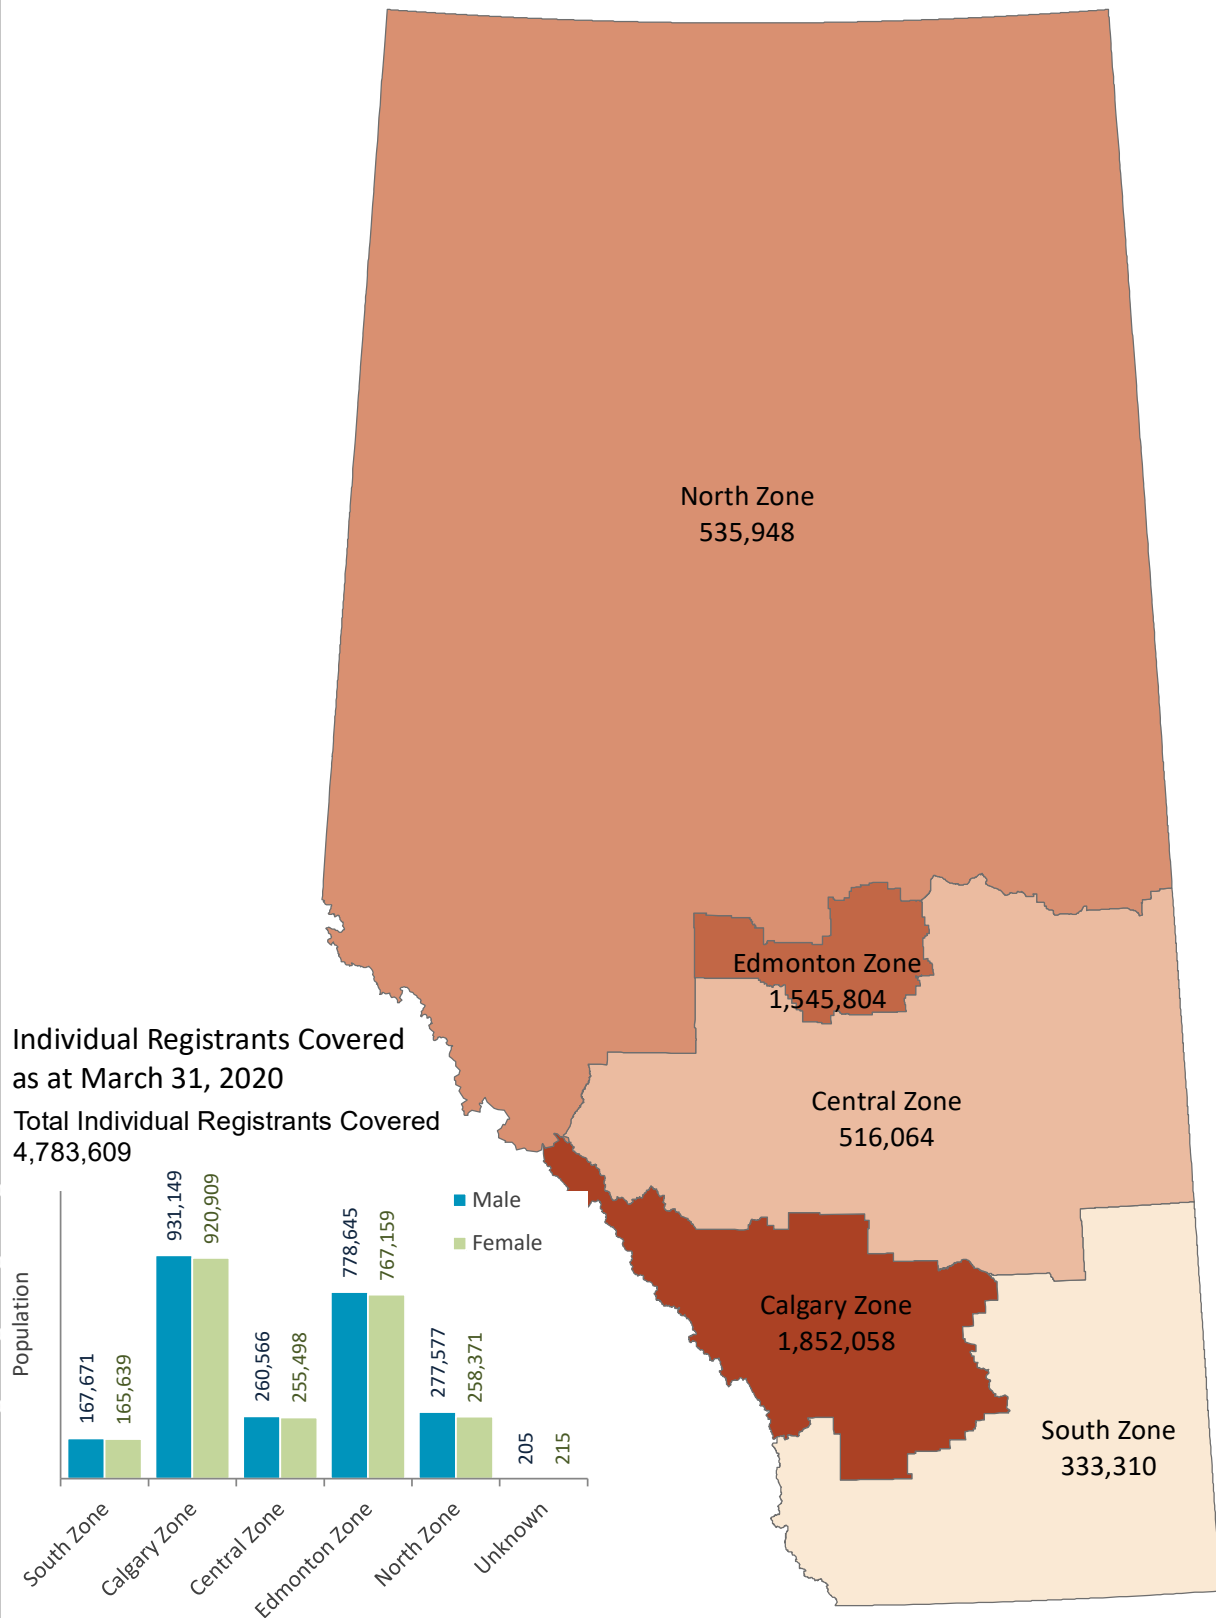 North Zone
535,948
Edmonton Zone
1,545,804
Central Zone
516,064
Calgary Zone
1,852,058
South Zone
333,310
Individual Registrants Covered
as at March 31, 2020
Total Individual Registrants Covered
4,783,609
Male
Female
Population
167,671
165,639
931,149
920,909
260,566
255,498
778,645
767,159
277,577
258,371
205
215
South Zone
Calgary Zone
Central Zone
Edmonton Zone
North Zone
Unknown